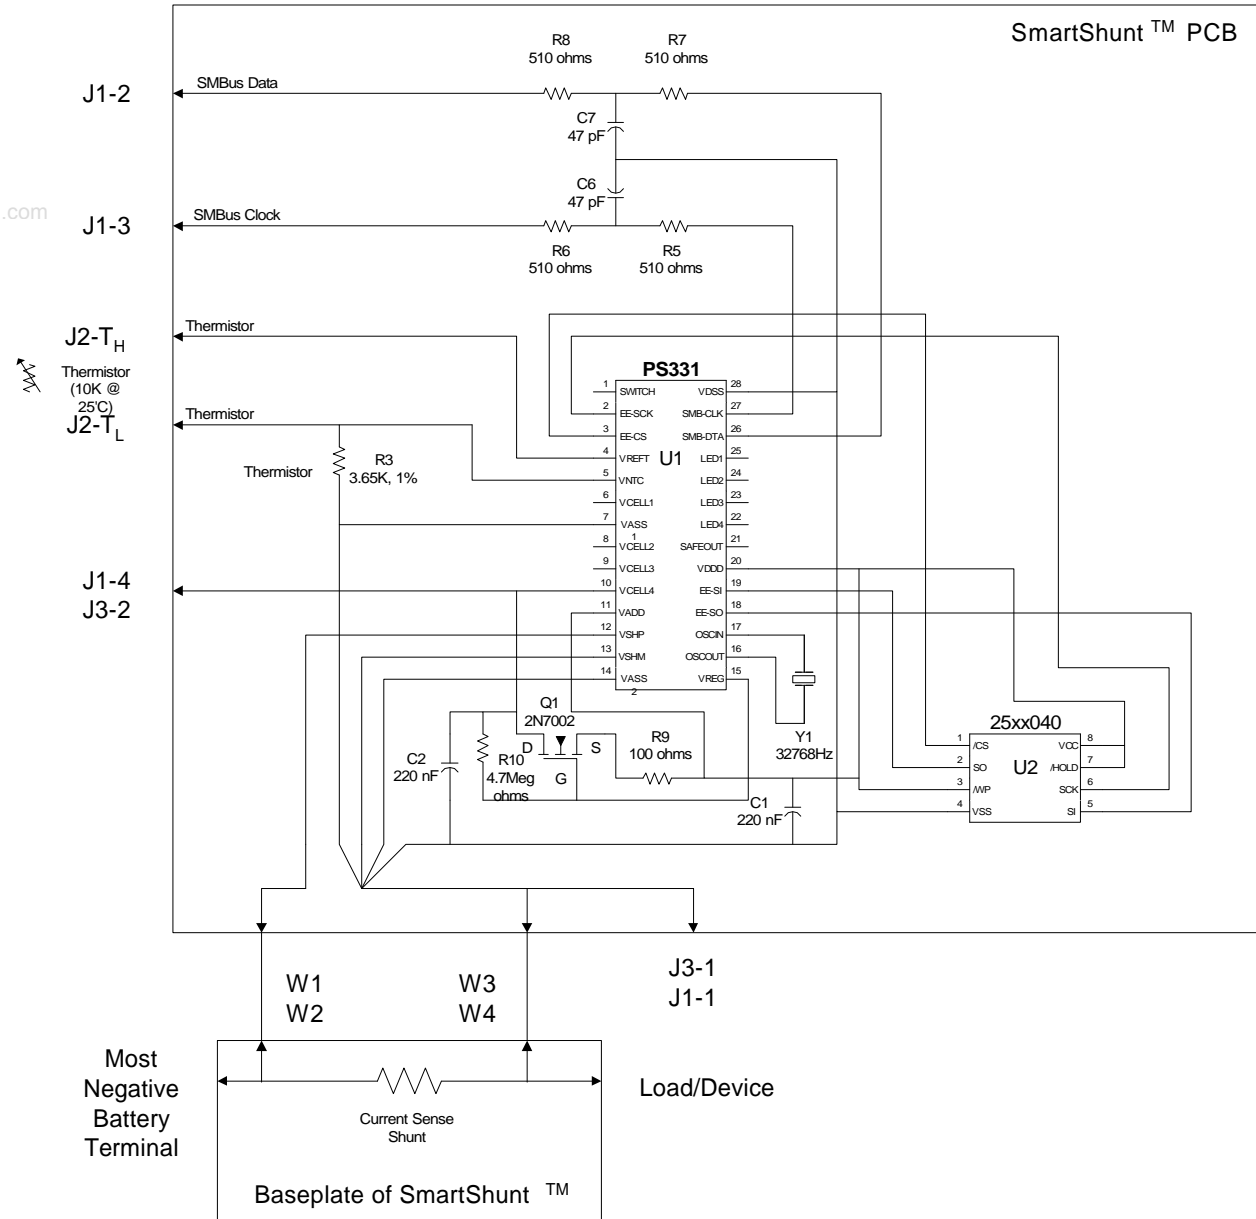 SmartShunt TM PCB
R8
510 ohms
R7
510 ohms
J1-2
SMBus Data
C7
47 pF
C6
47 pF
.com
J1-3
SMBus Clock
R6
510 ohms
R5
510 ohms
J2-TH
Thermistor
Thermistor
(10K @
25'C)
J2-TL
Thermistor
Thermistor
R3
3.65K, 1%
PS331
U1
1 SWITCH
2 EE-SCK
3 EE-CS
4 VREFT
5 VNTC
6 VCELL1
7 VASS
1
8 VCELL2
9 VCELL3
10 VCELL4
11 VADD
12 VSHP
13 VSHM
14 VASS
2
VDSS 28
SMB-CLK 27
SMB-DTA 26
LED1 25
LED2 24
LED3 23
LED4 22
SAFEOUT 21
VDDD 20
EE-SI 19
EE-SO 18
OSCIN 17
OSCOUT 16
VREG 15
J1-4
J3-2
Q1
2N7002
D
S
G
C2
220 nF
R10
4.7Meg
ohms
R9
100 ohms
C1
220 nF
Y1
32768Hz
25xx040
U2
1 /CS
2 SO
3 /WP
4 VSS
VCC 8
/HOLD 7
SCK 6
SI 5
W1
W2
W3
W4
J3-1
J1-1
Most
Negative
Battery
Terminal
Current Sense
Shunt
Load/Device
Baseplate of SmartShunt TM